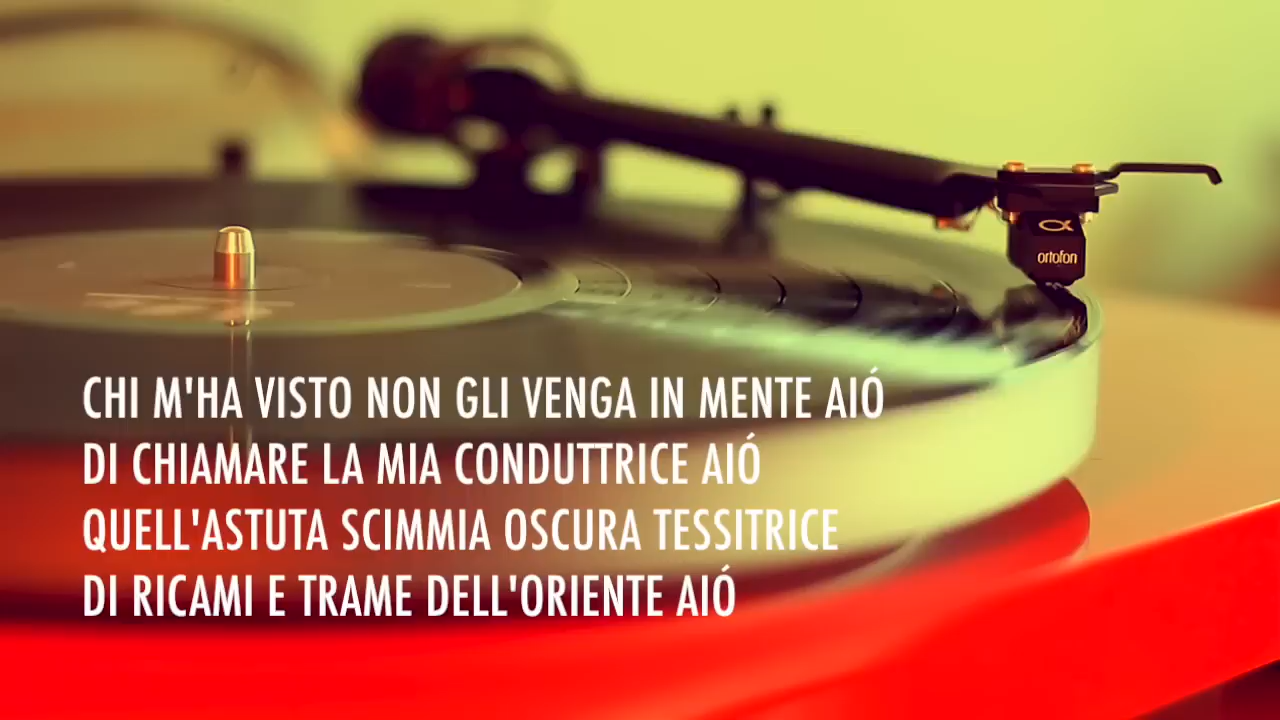 ortofon
CHI M'HA VISTO NON GLI VENGA IN MENTE AIÓ
DI CHIAMARE LA MIA CONDUTTRICE AIÓ
QUELL'ASTUTA SCIMMIA OSCURA TESSITRICE
DI RICAMI E TRAME DELL'ORIENTE AIÓ